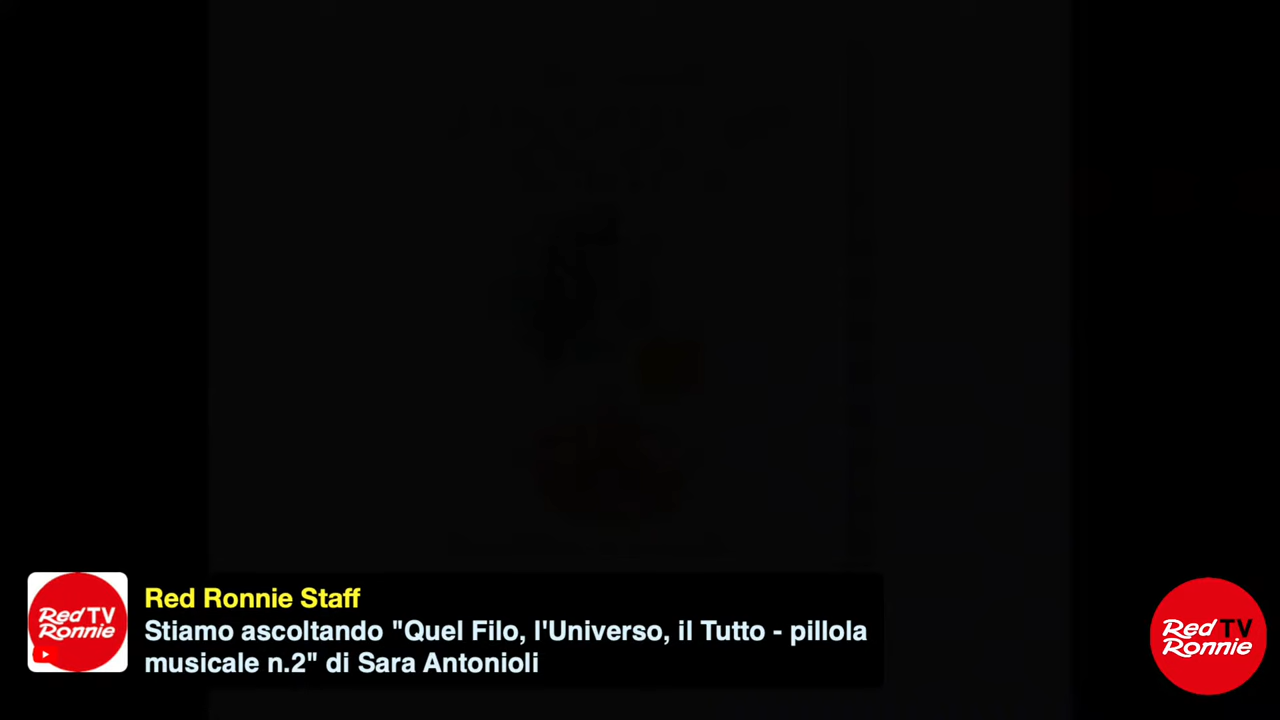 Red Ronnie Staff
Stiamo ascoltando "Quel Filo, l'Universo, il Tutto - pillola
musicale n.2" di Sara Antonioli
Red TV
Ronnie
Red TV
Ronnie